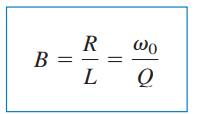 B = R/L = ω₀/Q